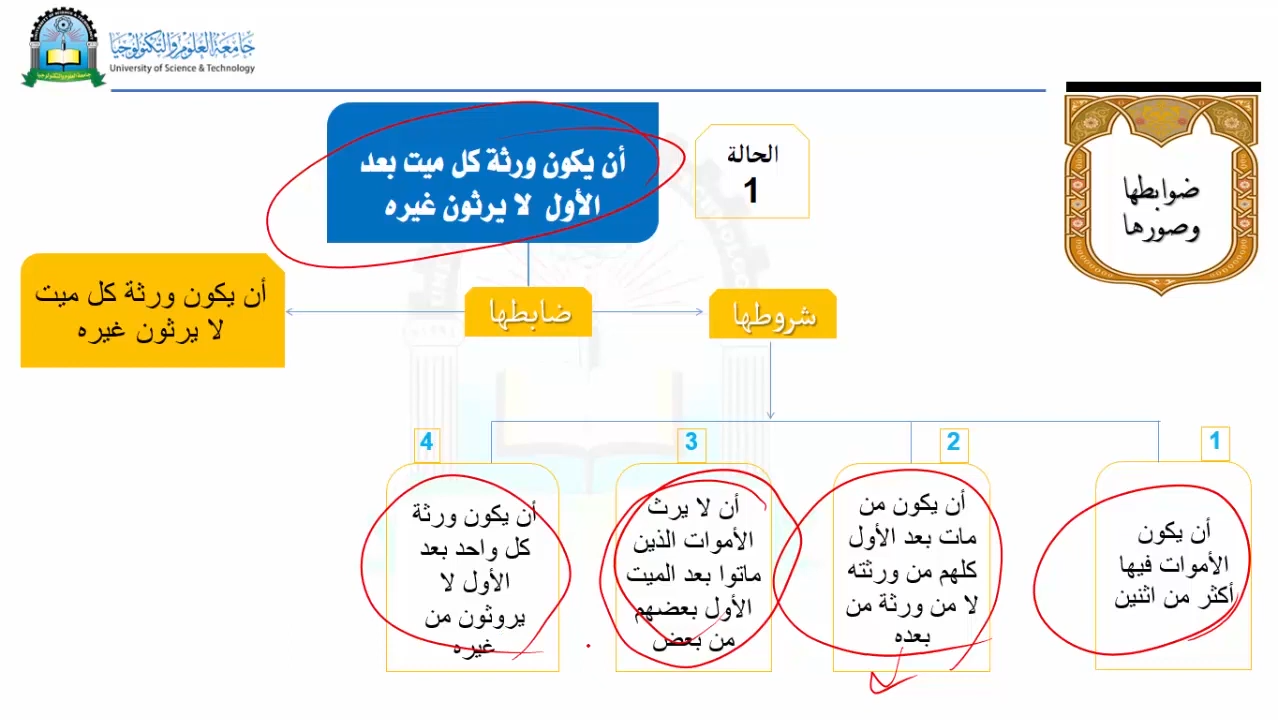 جامعة العلوم والتكنولوجيا
University of Science & Technology
ضوابطها
وصورها
الحالة
1
أن يكون ورثة كل ميت بعد
الأول لا يرثون غيره
ضابطها
شروطها
أن يكون ورثة كل ميت
لا يرثون غيره
1
أن يكون
الأموات فيها
أكثر من اثنين
2
أن يكون من
مات بعد الأول
كلهم من ورثته
لا من ورثة من
بعده
3
أن لا يرث
الأموات الذين
ماتوا بعد الميت
الأول بعضهم
من بعض
4
أن يكون ورثة
كل واحد بعد
الأول لا
يروثون من
غيره